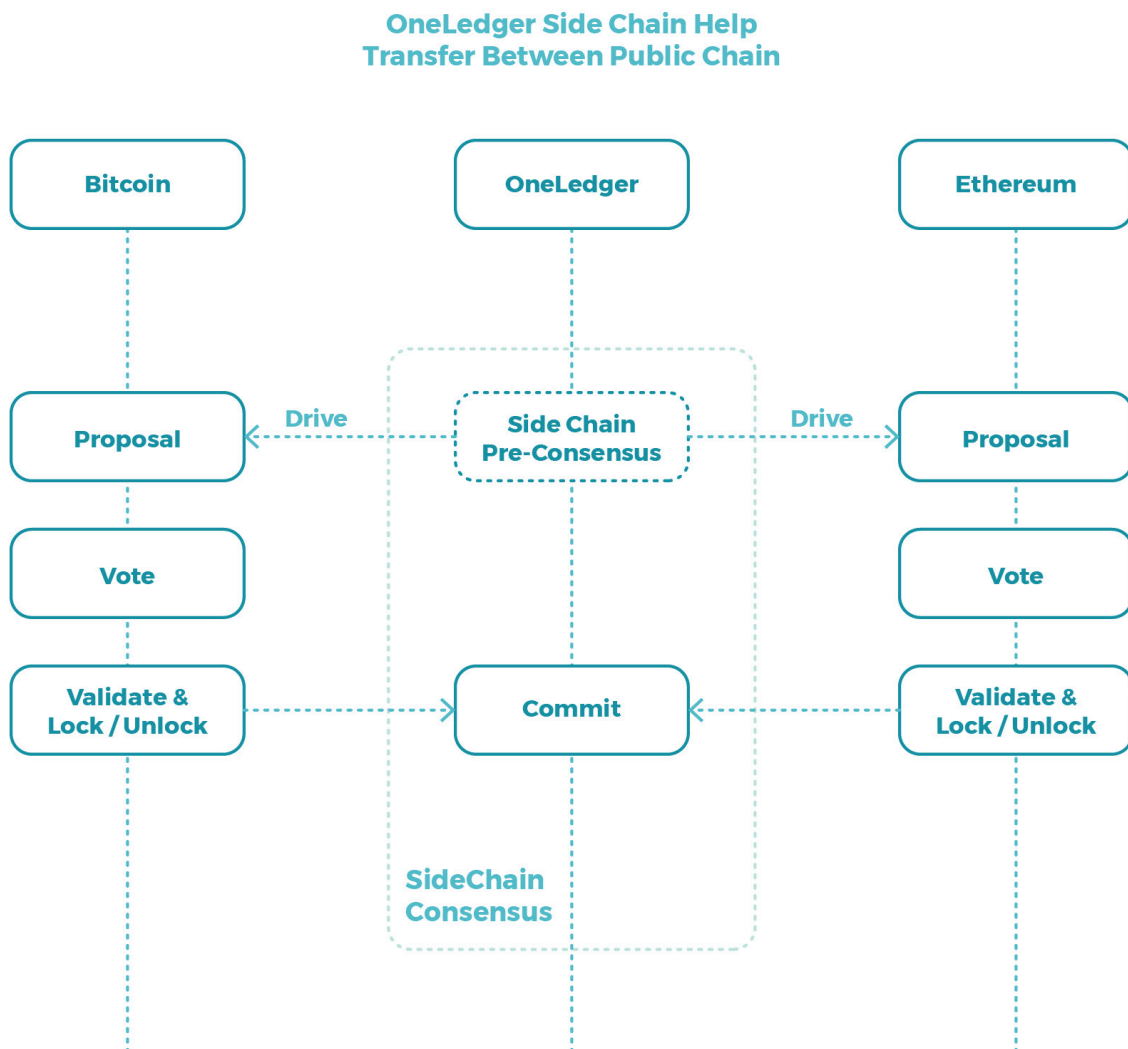 OneLedger Side Chain Help
Transfer Between Public Chain
Bitcoin
OneLedger
Ethereum
Proposal
Drive
Side Chain
Pre-Consensus
Drive
Proposal
Vote
Vote
Validate &
Lock / Unlock
Commit
Validate &
Lock / Unlock
SideChain
Consensus